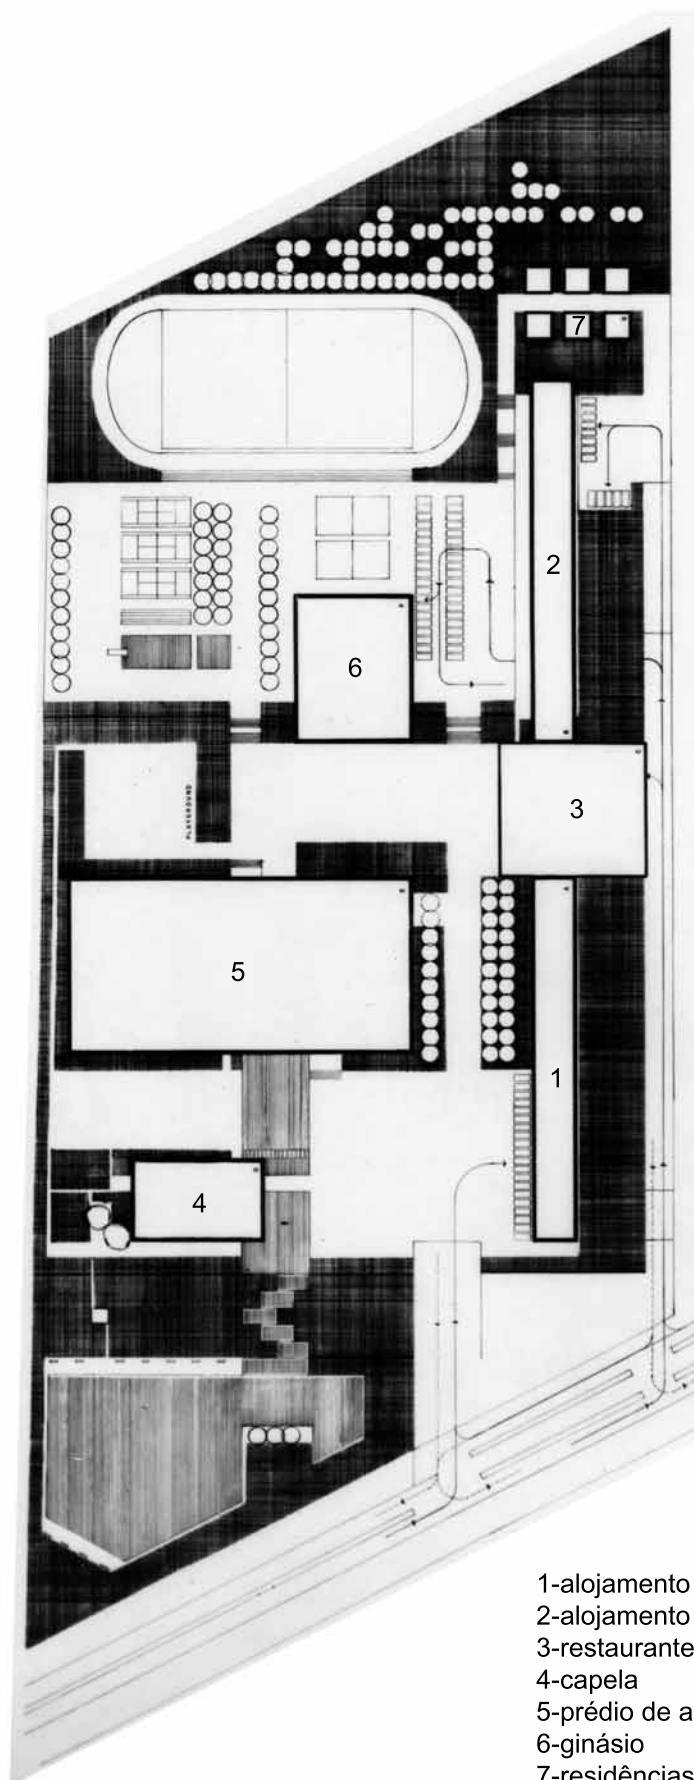 7
2
6
3
PLAYGROUND
5
1
4
1-alojamento
2-alojamento
3-restaurante
4-capela
5-prédio de a
6-ginásio
7-residências